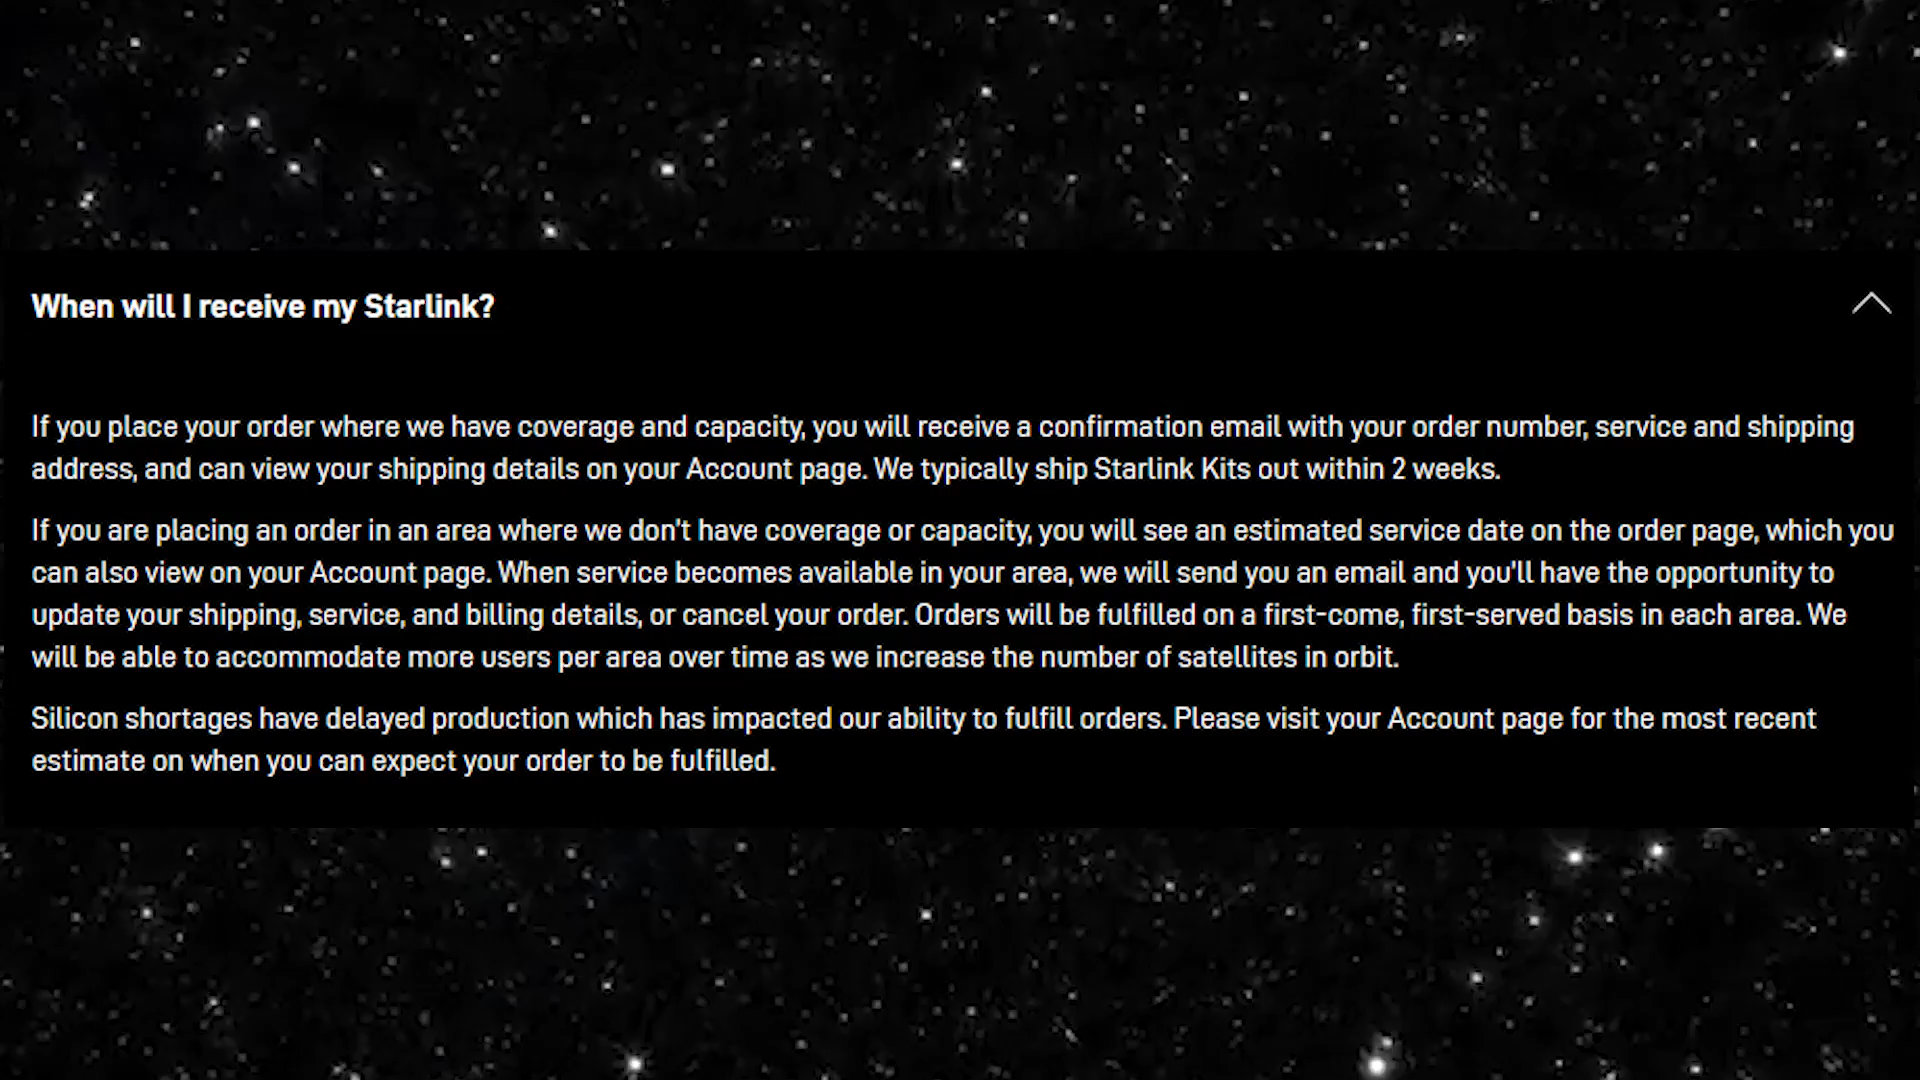 When will I receive my Starlink?
If you place your order where we have coverage and capacity, you will receive a confirmation email with your order number, service and shipping
address, and can view your shipping details on your Account page. We typically ship Starlink Kits out within 2 weeks.
If you are placing an order in an area where we don't have coverage or capacity, you will see an estimated service date on the order page, which you
can also view on your Account page. When service becomes available in your area, we will send you an email and you'll have the opportunity to
update your shipping, service, and billing details, or cancel your order. Orders will be fulfilled on a first-come, first-served basis in each area. We
will be able to accommodate more users per area over time as we increase the number of satellites in orbit.
Silicon shortages have delayed production which has impacted our ability to fulfill orders. Please visit your Account page for the most recent
estimate on when you can expect your order to be fulfilled.